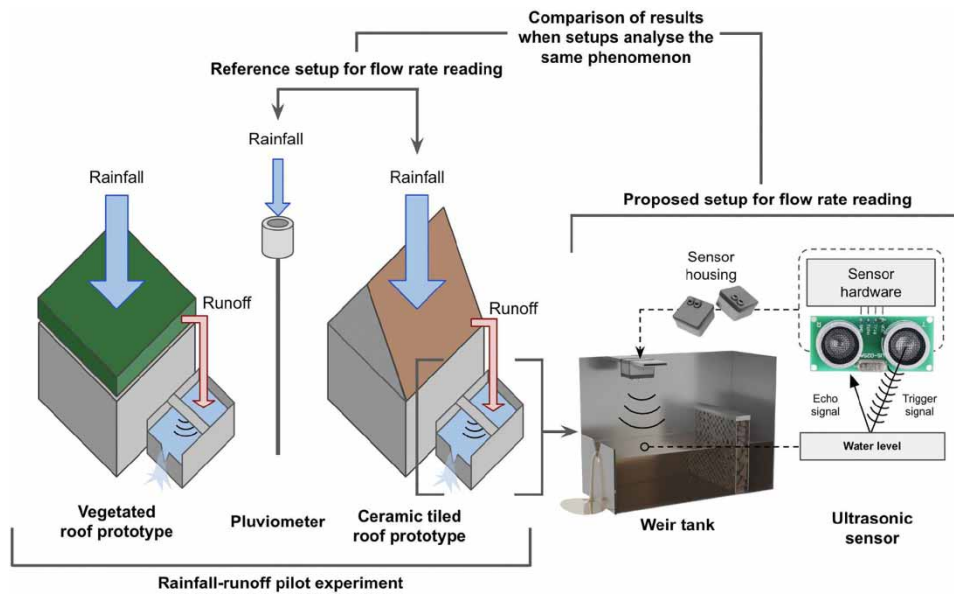 Comparison of results
when setups analyse the
same phenomenon
Reference setup for flow rate reading
Rainfall
Rainfall
Rainfall
Proposed setup for flow rate reading
Sensor
housing
Sensor
hardware
Runoff
Runoff
Echo
signal
Trigger
signal
Water level
Vegetated
roof prototype
Pluviometer
Ceramic tiled
roof prototype
Weir tank
Ultrasonic
sensor
Rainfall-runoff pilot experiment